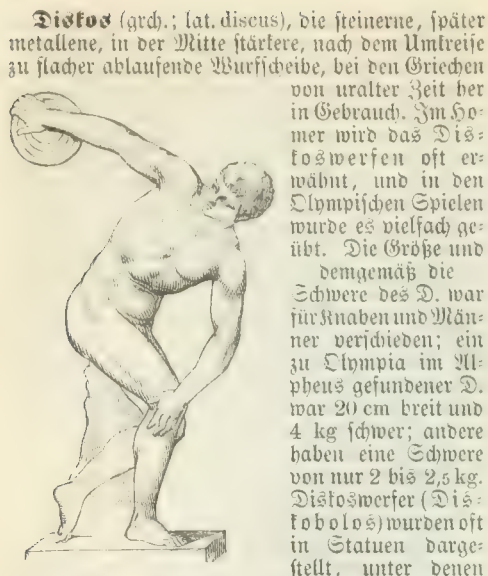 Diskos (grch.; lat. discus), die steinerne, später
metallene, in der Mitte stärkere, nach dem Umkreise
zu flacher ablaufende Wurfscheibe, bei den Griechen
von uralter Zeit her
in Gebrauch. Im Ho-
mer wird das Dis-
koswerfen oft er-
wähnt, und in den
Olympischen Spielen
wurde es vielfach ge-
übt. Die Größe und
demgemäß die
Schwere des D. war
für Knaben und Män-
ner verschieden; ein
zu Olympia im Al-
pheus gefundener D.
war 20 cm breit und
4 kg schwer; andere
haben eine Schwere
von nur 2 bis 2,5 kg.
Diskoswerfer (Dis-
kobolos) wurden oft
in Statuen darge-
stellt, unter denen